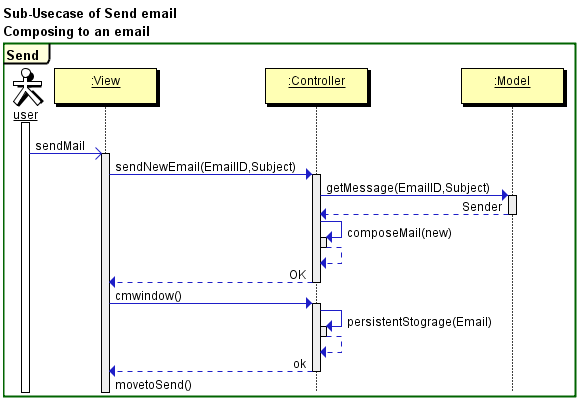 Sub-Usecase of Send email
Composing to an email
Send
:View
:Controller
:Model
user
sendMail
sendNewEmail(EmailID,Subject)
getMessage(EmailID,Subject)
Sender
composeMail(new)
OK
cmwindow()
persistentStograge(Email)
ok
movetoSend()